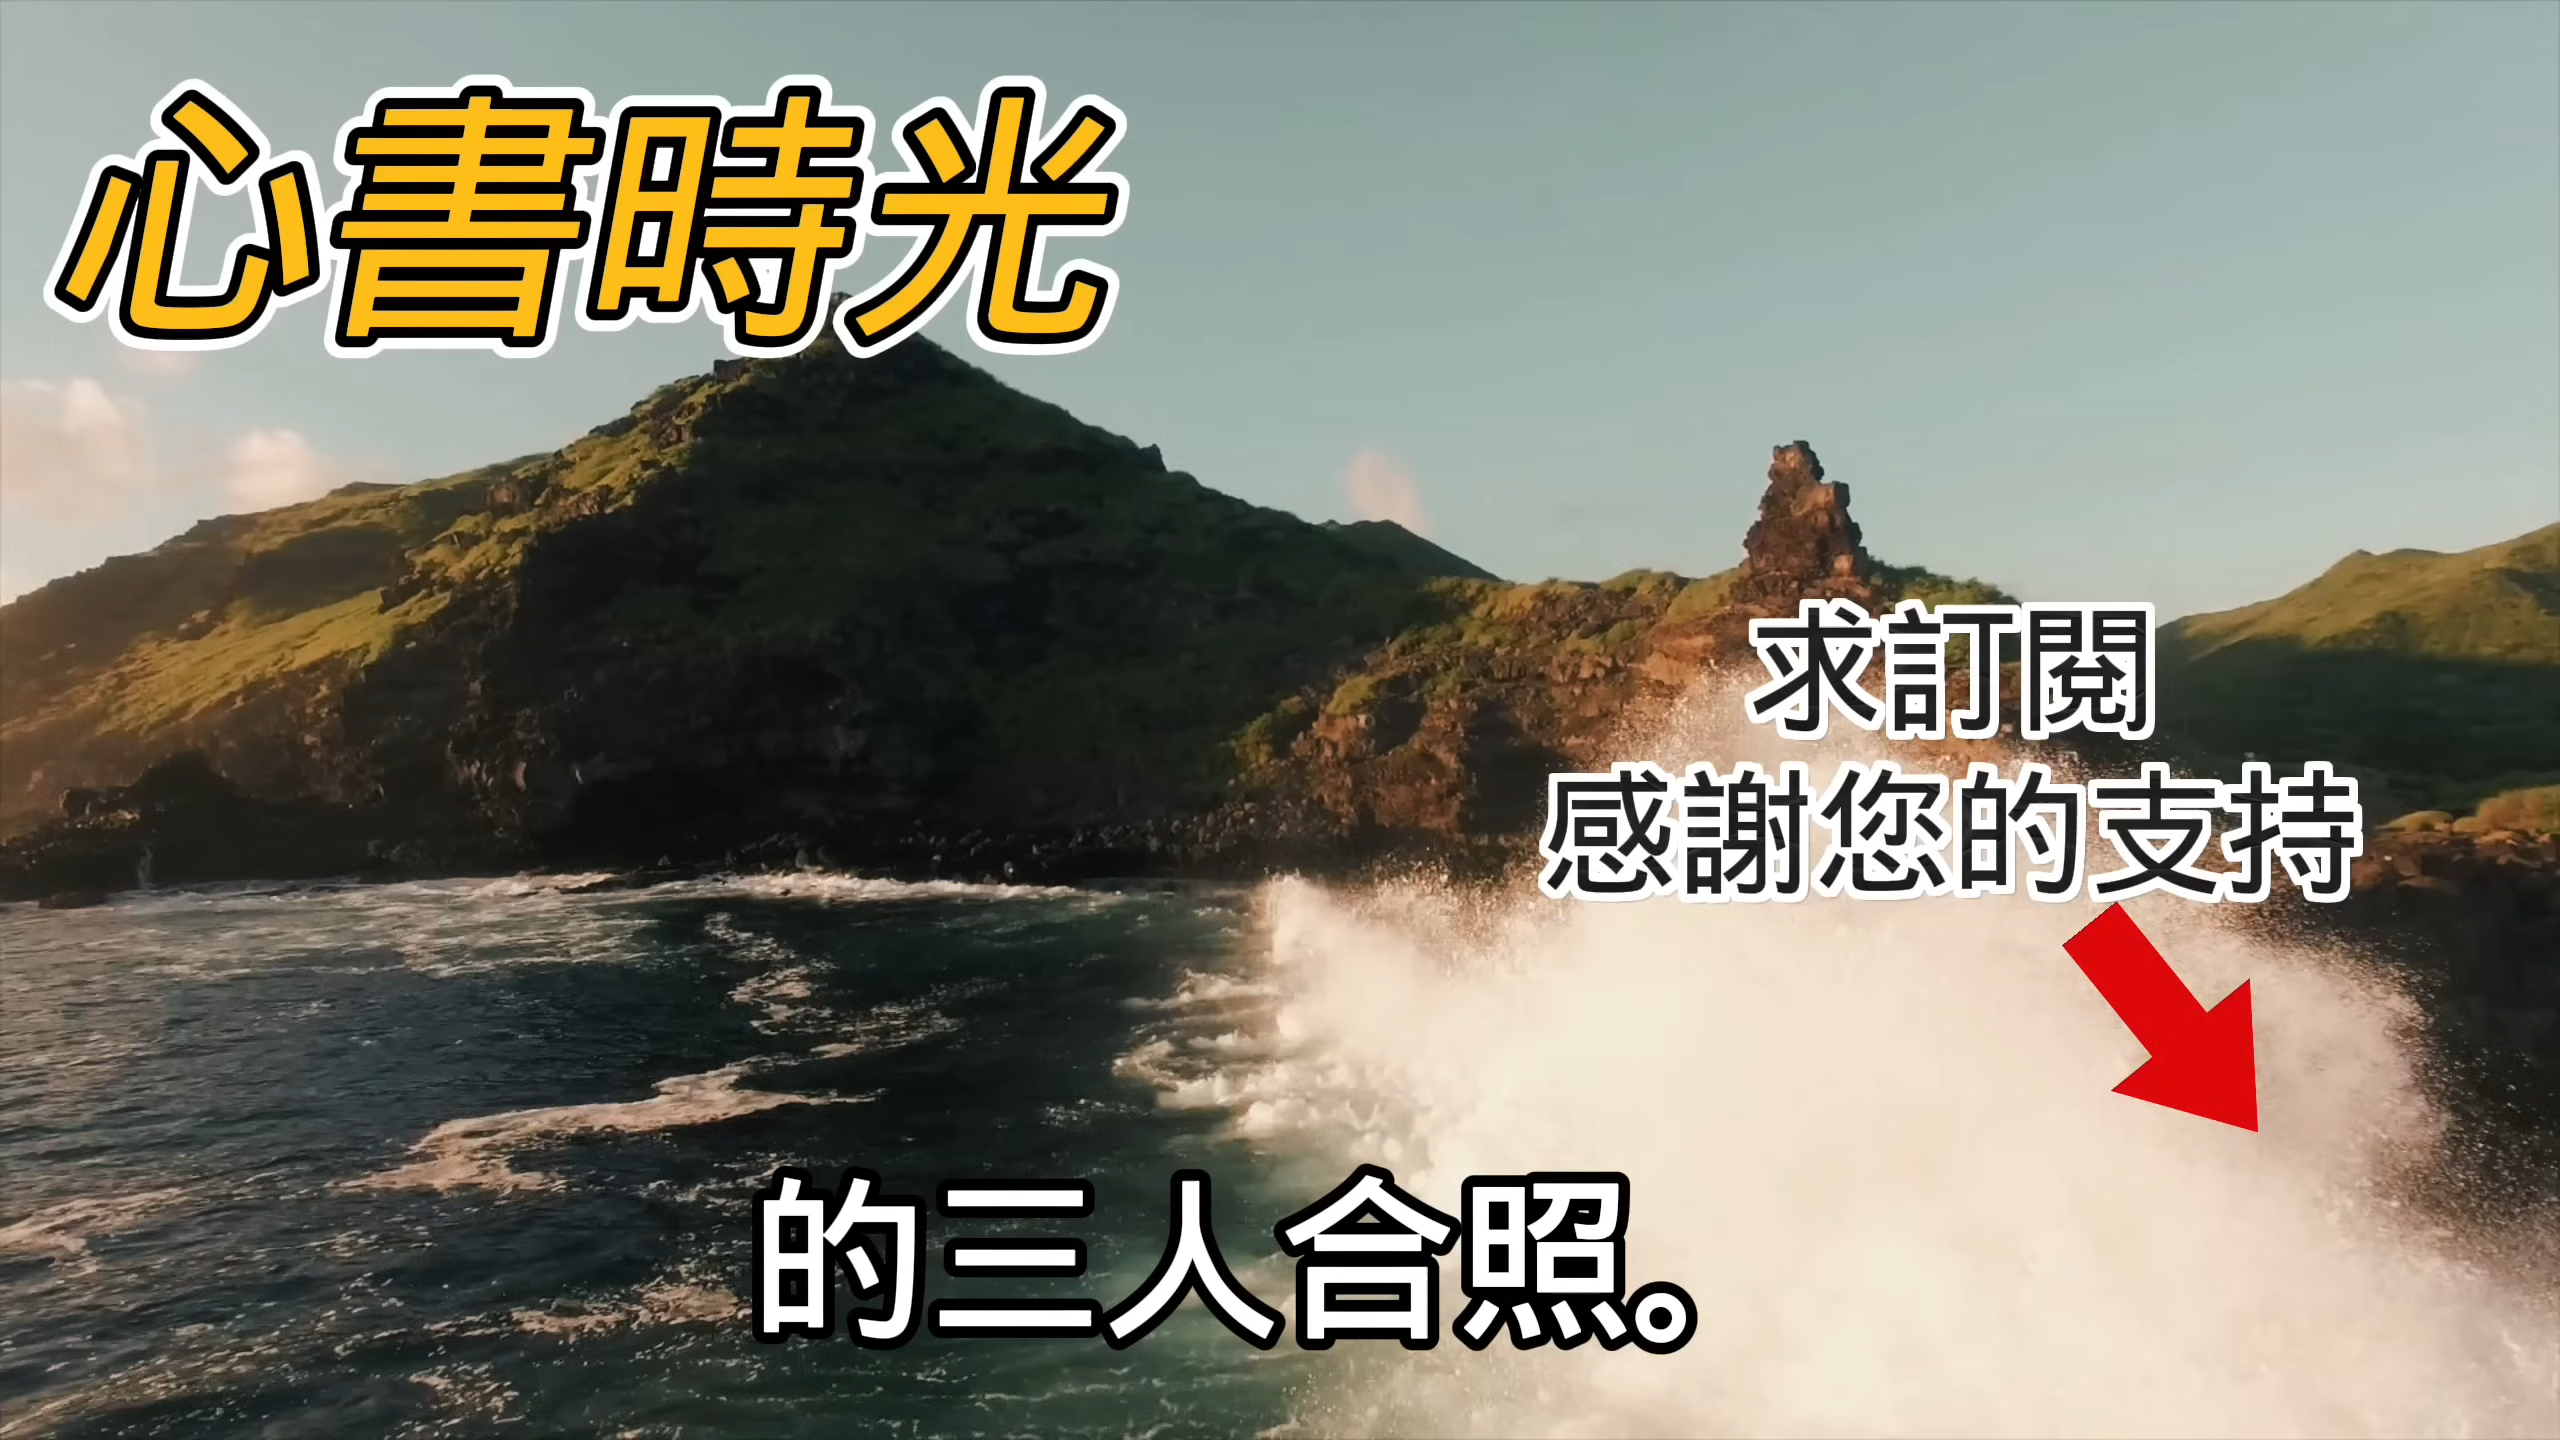 心書時光
求訂閱
感謝您的支持
的三人合照。